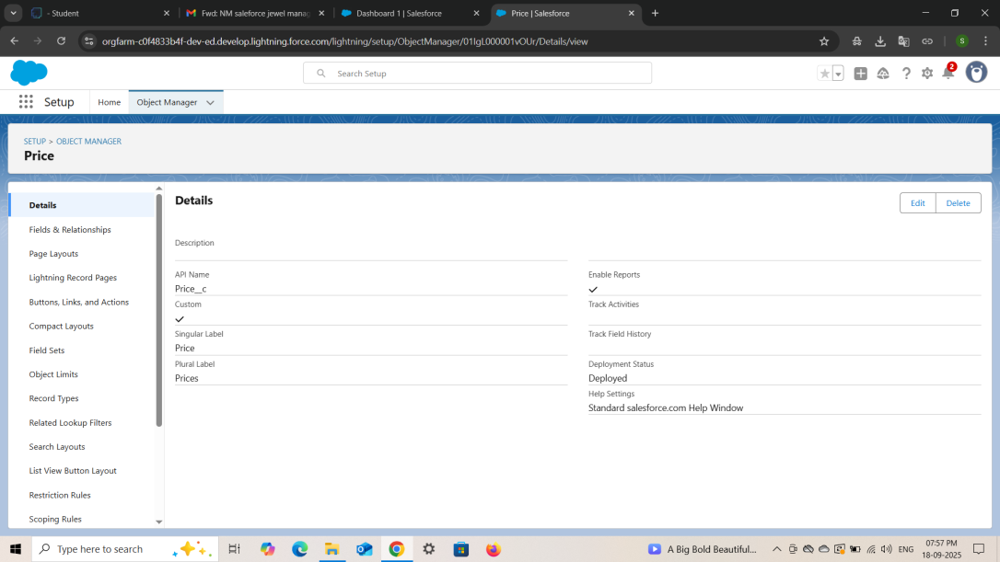 - Student
Fwd: NM saleforce jewel mana
Dashboard 1 | Salesforce
Price | Salesforce
orgfarm-c0f4833b4f-dev-ed.develop.lightning.force.com/lightning/setup/ObjectManager/01IgL000001vOUr/Details/view
S
Search Setup
2
Setup
Home
Object Manager
SETUP > OBJECT MANAGER
Price
Details
Fields & Relationships
Page Layouts
Lightning Record Pages
Buttons, Links, and Actions
Compact Layouts
Field Sets
Object Limits
Record Types
Related Lookup Filters
Search Layouts
List View Button Layout
Restriction Rules
Scoping Rules
Details
Edit
Delete
Description
API Name
Price__c
Custom
Singular Label
Price
Plural Label
Prices
Enable Reports
Track Activities
Track Field History
Deployment Status
Deployed
Help Settings
Standard salesforce.com Help Window
Type here to search
A Big Bold Beautiful...
ENG
07:57 PM
18-09-2025